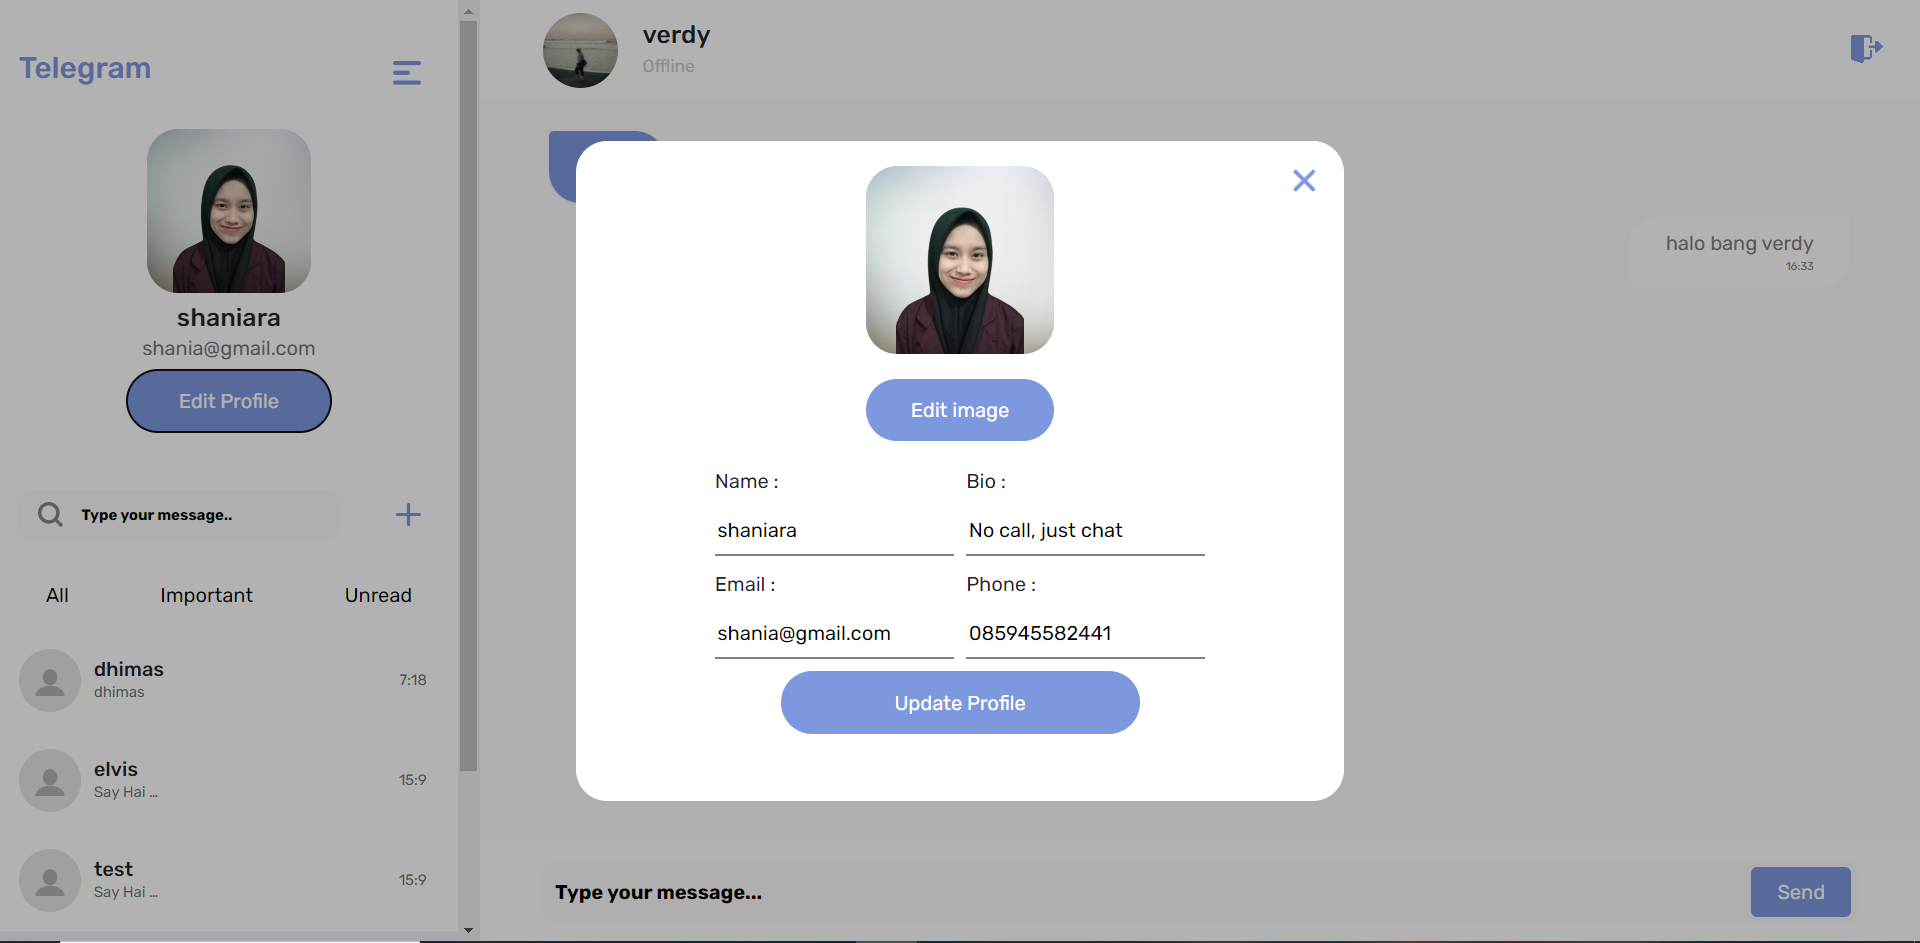 Telegram
shaniara
shania@gmail.com
Edit Profile
Type your message..
All Important Unread
dhimas
dhimas
7:18
elvis
Say Hai ...
15:9
test
Say Hai ...
15:9
verdy
Offline
halo bang verdy
16:33
Edit image
Name :
shaniara
Bio :
No call, just chat
Email :
shania@gmail.com
Phone :
085945582441
Update Profile
Type your message...
Send